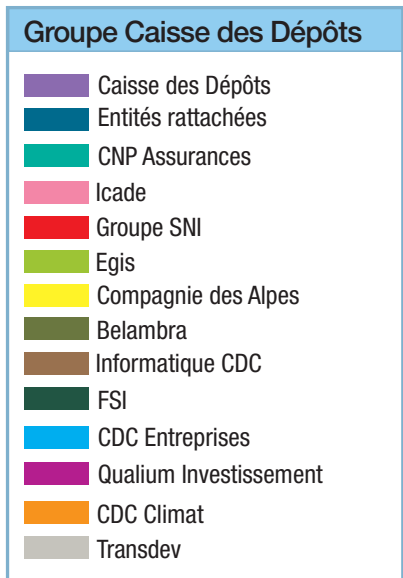 Groupe Caisse des Dépôts
Caisse des Dépôts
Entités rattachées
CNP Assurances
Icade
Groupe SNI
Egis
Compagnie des Alpes
Belambra
Informatique CDC
FSI
CDC Entreprises
Qualium Investissement
CDC Climat
Transdev